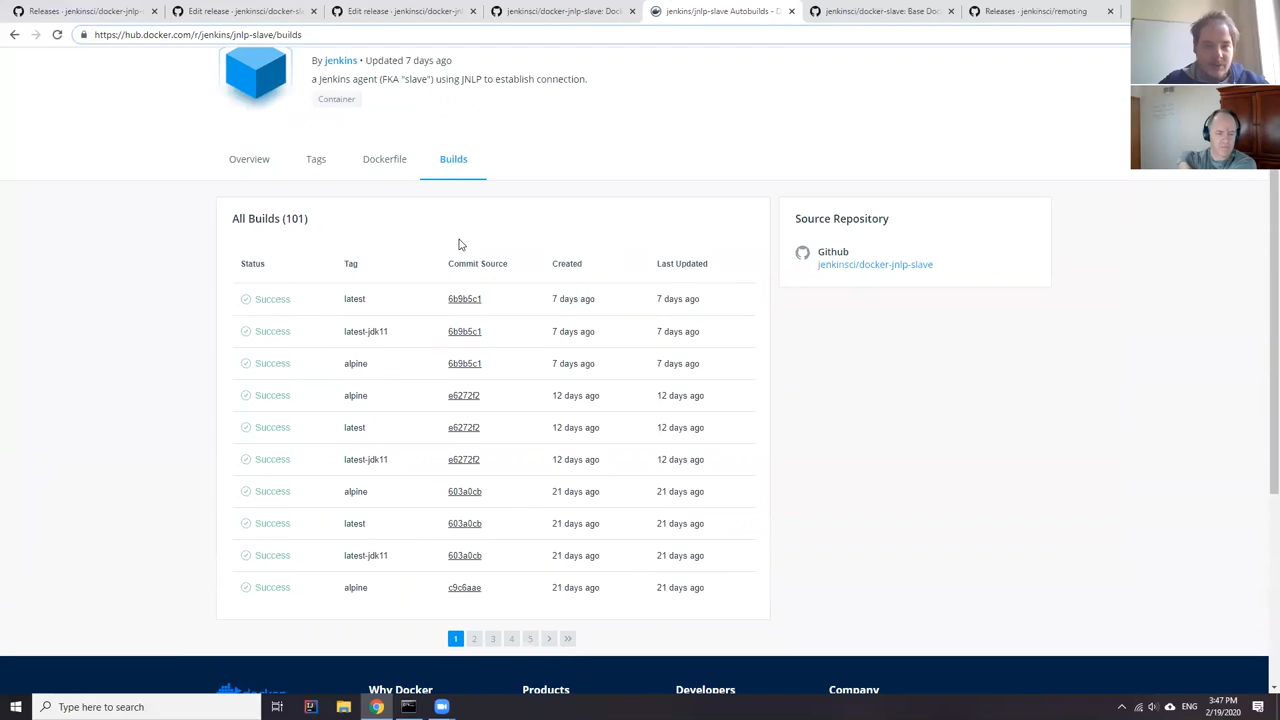 Releases · jenkinsci/docker-jnlp-
Edit release · jenkinsci/docker-s
Edit release · jenkinsci/docker-jnl
jenkinsci/docker-jnlp-slave: Doc
jenkins/jnlp-slave Autobuilds - D
jenkinsci/docker-slave: Base Doc
Releases · jenkinsci/remoting
https://hub.docker.com/r/jenkins/jnlp-slave/builds
By jenkins • Updated 7 days ago
a Jenkins agent (FKA "slave") using JNLP to establish connection.
Container
Overview Tags Dockerfile Builds
All Builds (101)
Status Tag Commit Source Created Last Updated
Success latest 6b9b5c1 7 days ago 7 days ago
Success latest-jdk11 6b9b5c1 7 days ago 7 days ago
Success alpine 6b9b5c1 7 days ago 7 days ago
Success alpine e6272f2 12 days ago 12 days ago
Success latest e6272f2 12 days ago 12 days ago
Success latest-jdk11 e6272f2 12 days ago 12 days ago
Success alpine 603a0cb 21 days ago 21 days ago
Success latest 603a0cb 21 days ago 21 days ago
Success latest-jdk11 603a0cb 21 days ago 21 days ago
Success alpine c9c6aae 21 days ago 21 days ago
1 2 3 4 5 > >>
Source Repository
Github
jenkinsci/docker-jnlp-slave
Why Docker Products Developers Company
Type here to search
ENG
3:47 PM
2/19/2020